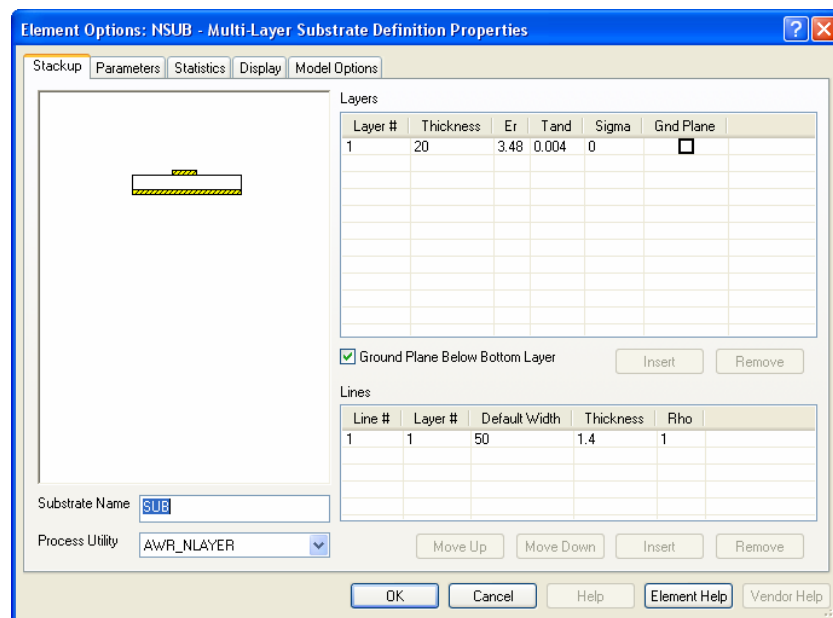 Element Options: NSUB - Multi-Layer Substrate Definition Properties
Stackup Parameters Statistics Display Model Options
Layers
Layer # Thickness Er Tand Sigma Gnd Plane
1 20 3.48 0.004 0
Ground Plane Below Bottom Layer Insert Remove
Lines
Line # Layer # Default Width Thickness Rho
1 1 50 1.4 1
Substrate Name SUB
Process Utility AWR_NLAYER
Move Up Move Down Insert Remove
OK Cancel Help Element Help Vendor Help